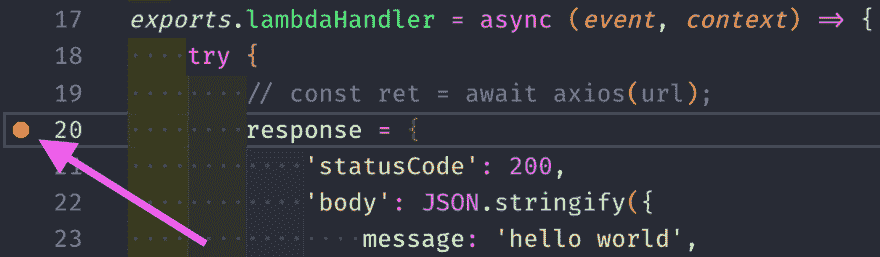 17 exports.lambdaHandler = async (event, context) => {
18 try {
19 // const ret = await axios(url);
20 response = {
21 'statusCode': 200,
22 'body': JSON.stringify({
23 message: 'hello world',